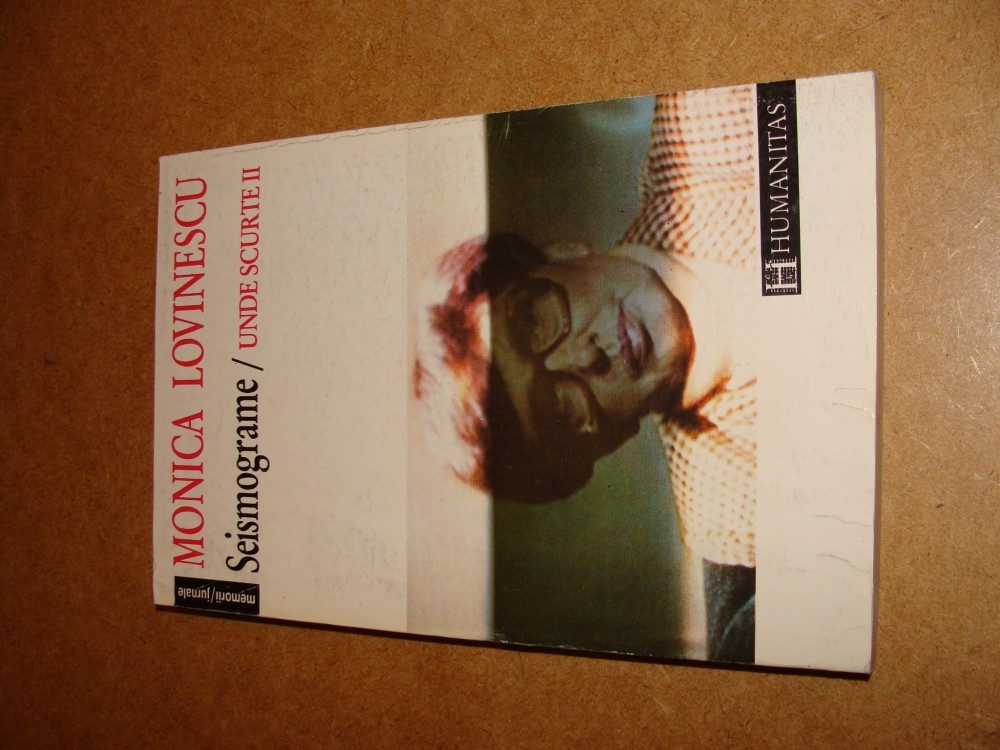 memorii/jurnale
MONICA LOVINESCU
Seismograme / UNDE SCURTE II
HUMANITAS